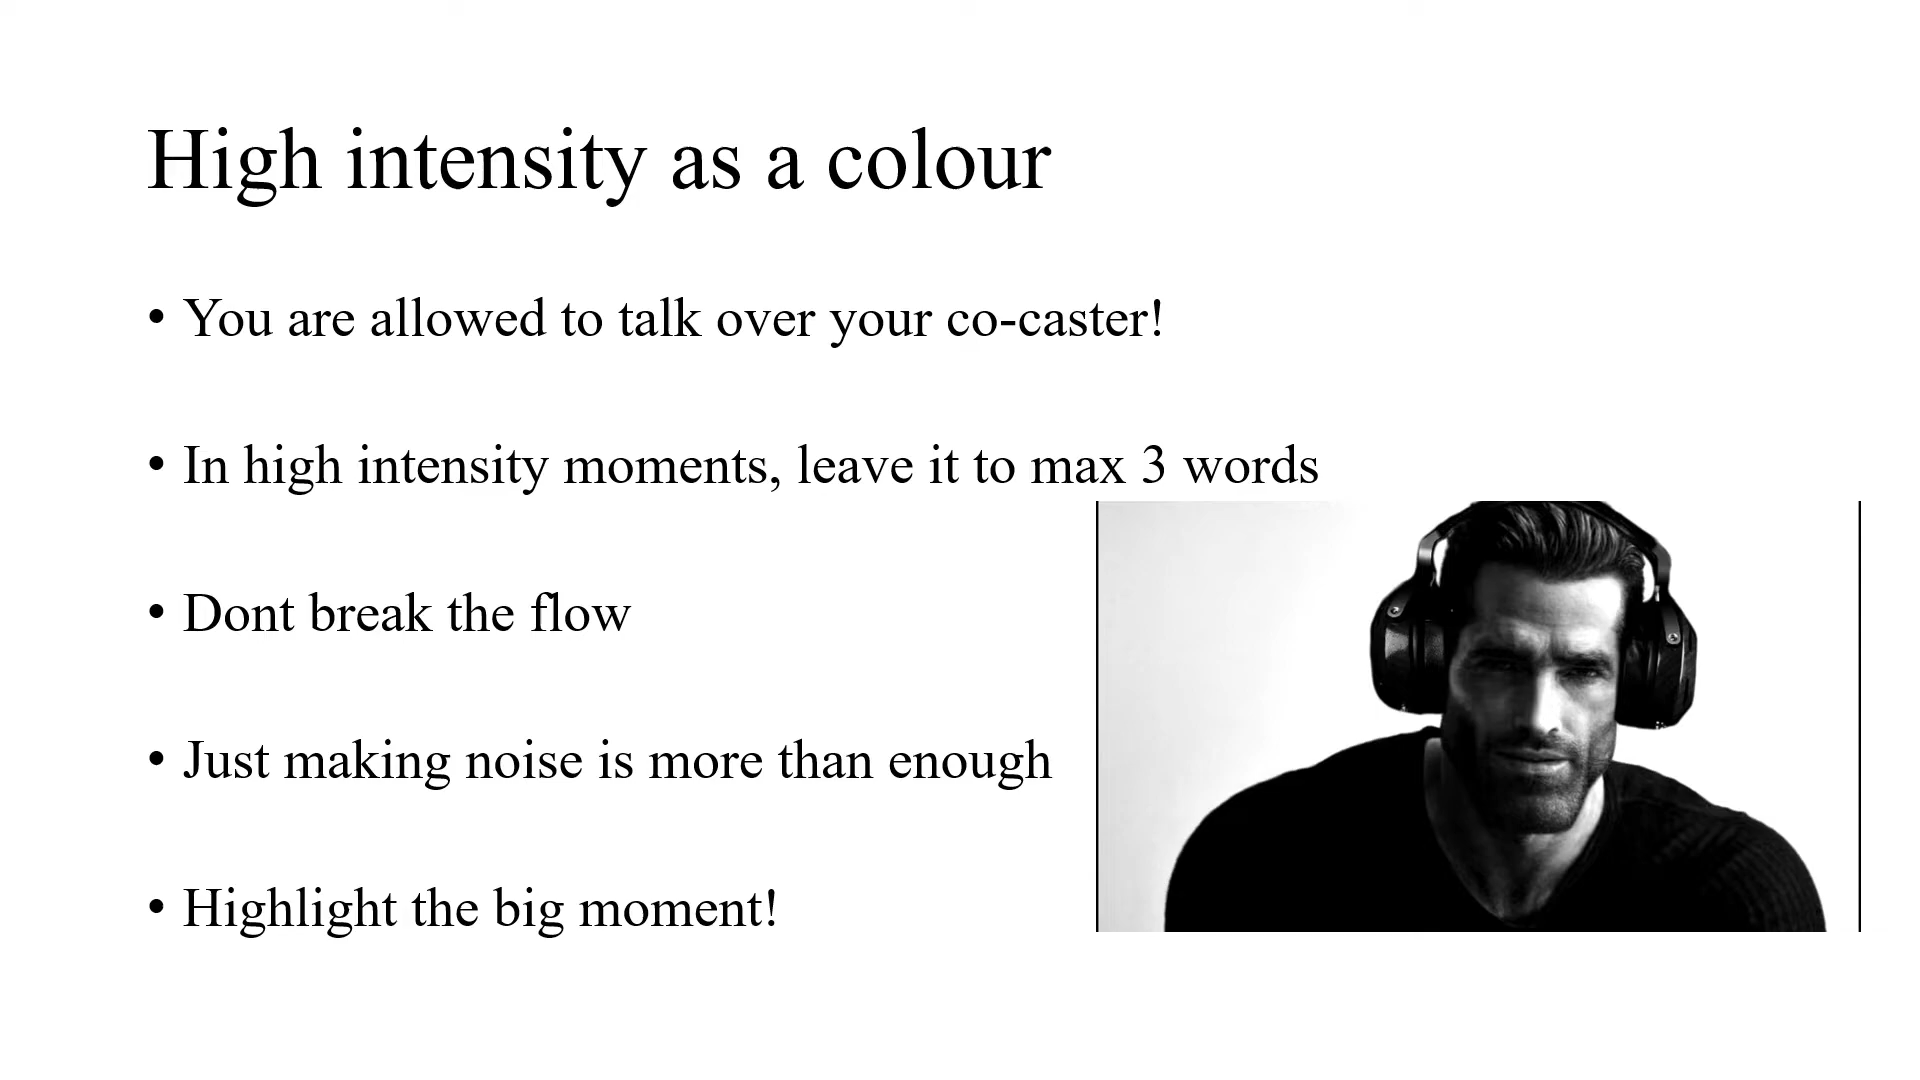 High intensity as a colour
• You are allowed to talk over your co-caster!
• In high intensity moments, leave it to max 3 words
• Dont break the flow
• Just making noise is more than enough
• Highlight the big moment!